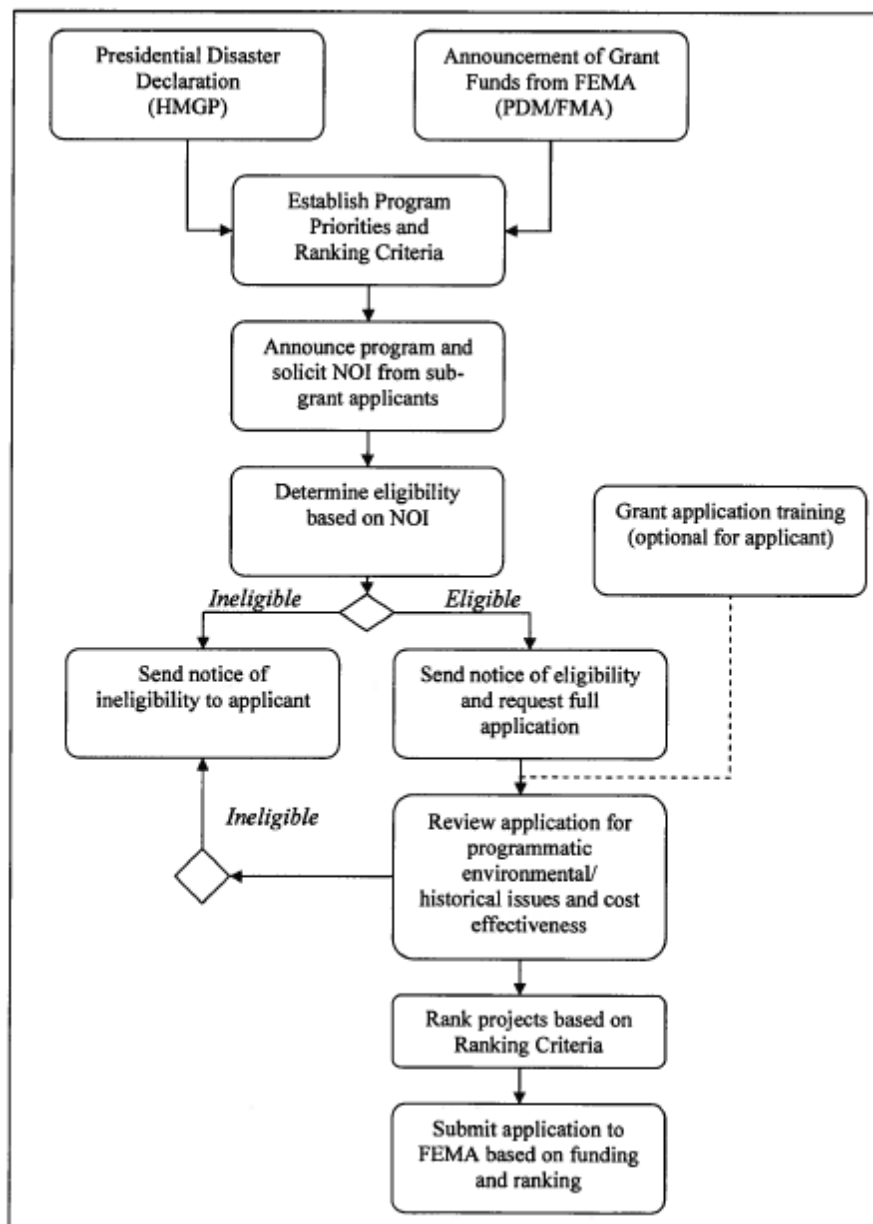 Presidential Disaster
Declaration
(HMGP)
Announcement of Grant
Funds from FEMA
(PDM/FMA)
Establish Program
Priorities and
Ranking Criteria
Announce program and
solicit NOI from sub-
grant applicants
Determine eligibility
based on NOI
Grant application training
(optional for applicant)
Ineligible
Eligible
Send notice of
ineligibility to applicant
Send notice of eligibility
and request full
application
Ineligible
Review application for
programmatic
environmental/
historical issues and cost
effectiveness
Rank projects based on
Ranking Criteria
Submit application to
FEMA based on funding
and ranking